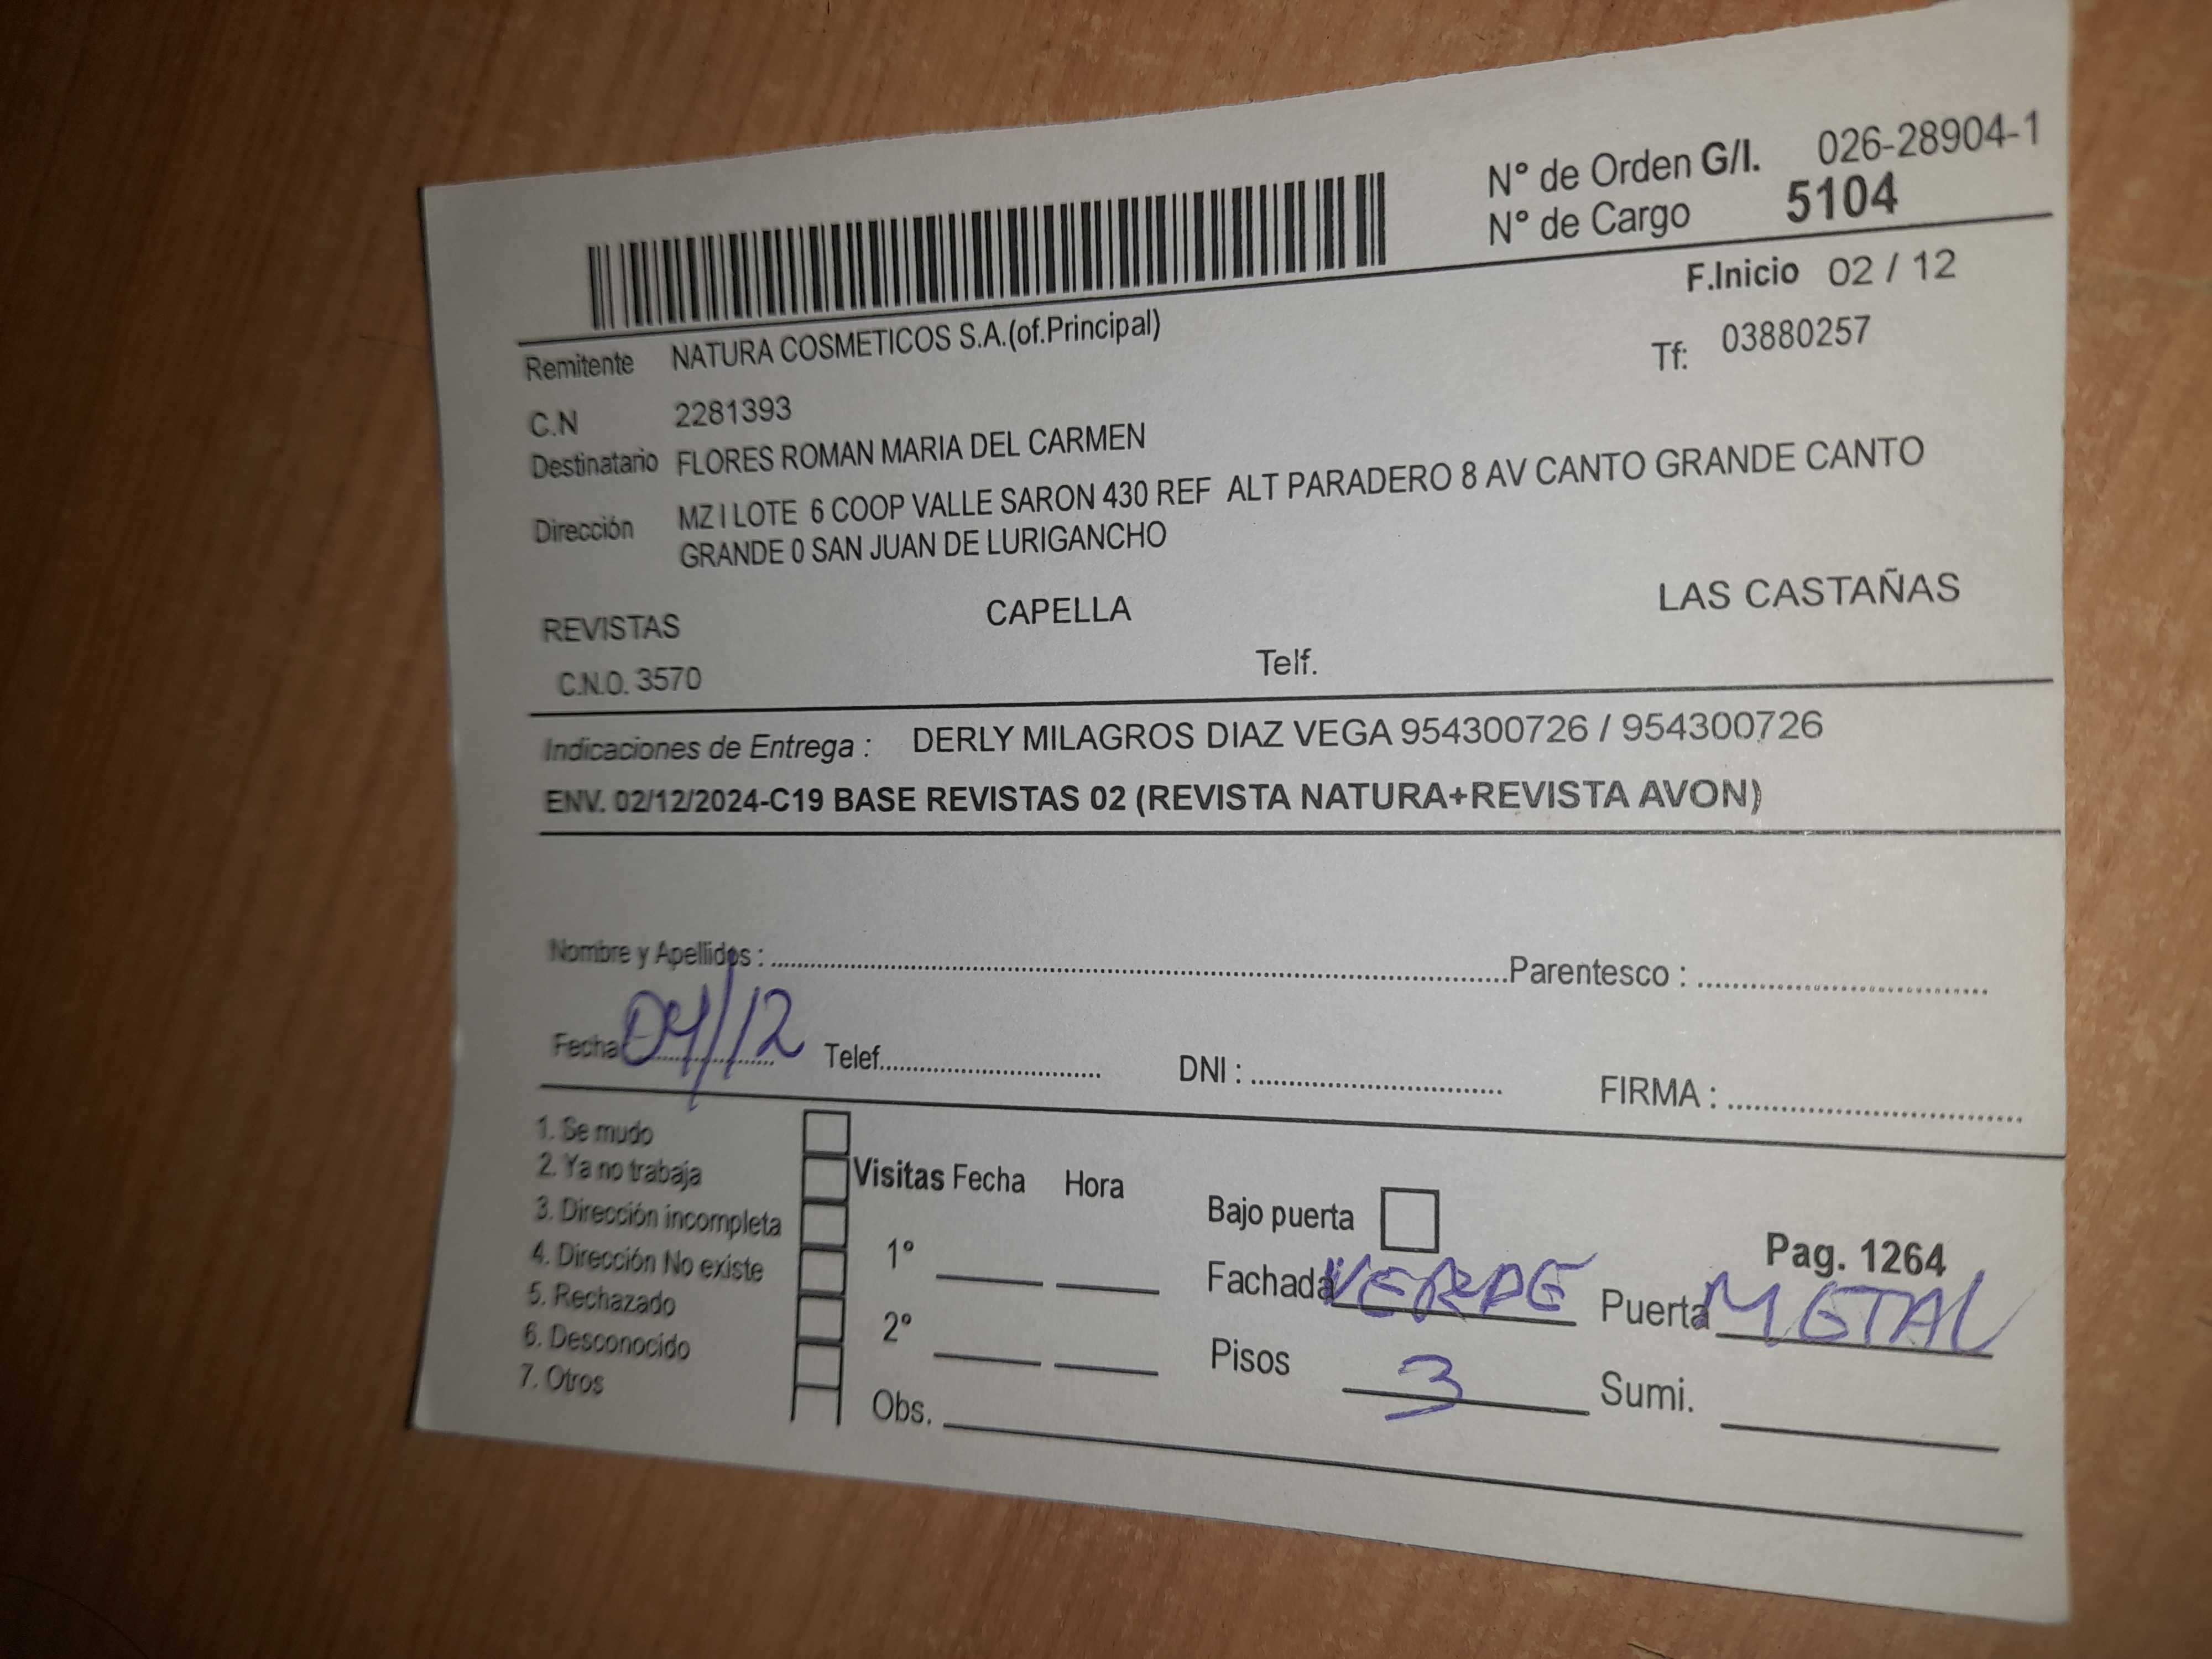 N° de Orden G/I. 026-28904-1
N° de Cargo 5104
F.Inicio 02 / 12
Remitente NATURA COSMETICOS S.A.(of.Principal)
Tf: 03880257
C.N 2281393
Destinatario FLORES ROMAN MARIA DEL CARMEN
Dirección MZ I LOTE 6 COOP VALLE SARON 430 REF ALT PARADERO 8 AV CANTO GRANDE CANTO
GRANDE 0 SAN JUAN DE LURIGANCHO
REVISTAS CAPELLA LAS CASTAÑAS
C.N.O. 3570 Telf.
Indicaciones de Entrega : DERLY MILAGROS DIAZ VEGA 954300726 / 954300726
ENV. 02/12/2024-C19 BASE REVISTAS 02 (REVISTA NATURA+REVISTA AVON)
Nombre y Apellidos : Parentesco :
Fecha 04/12 Telef. DNI : FIRMA :
1. Se mudo
2. Ya no trabaja
3. Dirección incompleta
4. Dirección No existe
5. Rechazado
6. Desconocido
7. Otros
Visitas Fecha Hora
1°
2°
Obs.
Bajo puerta
Pag. 1264
Fachada VERDE Puerta METAL
Pisos 3 Sumi.